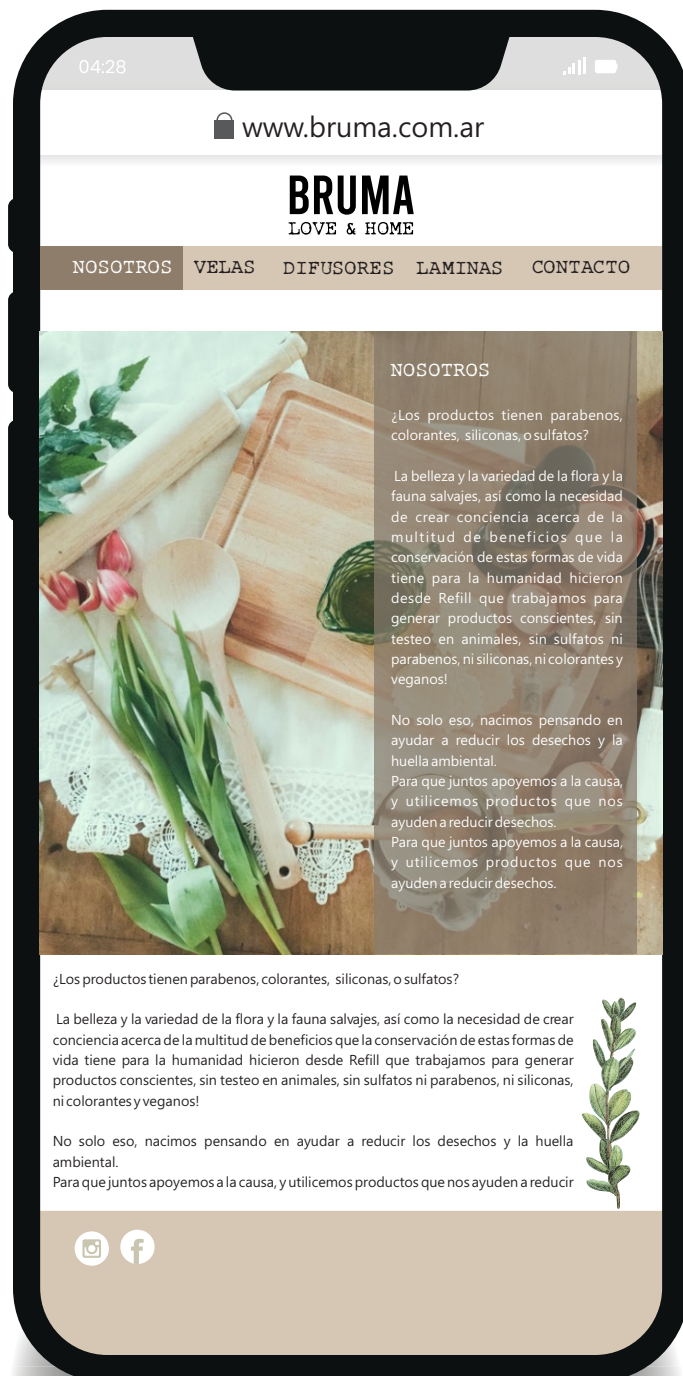 04:28
www.bruma.com.ar
BRUMA
LOVE & HOME
NOSOTROS VELAS DIFUSORES LAMINAS CONTACTO
NOSOTROS
¿Los productos tienen parabenos,
colorantes, siliconas, o sulfatos?
La belleza y la variedad de la flora y la
fauna salvajes, así como la necesidad
de crear conciencia acerca de la
multitud de beneficios que la
conservación de estas formas de vida
tiene para la humanidad hicieron
desde Refill que trabajamos para
generar productos conscientes, sin
testeo en animales, sin sulfatos ni
parabenos, ni siliconas, ni colorantes y
veganos!
No solo eso, nacimos pensando en
ayudar a reducir los desechos y la
huella ambiental.
Para que juntos apoyemos a la causa,
y utilicemos productos que nos
ayuden a reducir desechos.
Para que juntos apoyemos a la causa,
y utilicemos productos que nos
ayuden a reducir desechos.
¿Los productos tienen parabenos, colorantes, siliconas, o sulfatos?
La belleza y la variedad de la flora y la fauna salvajes, así como la necesidad de crear
conciencia acerca de la multitud de beneficios que la conservación de estas formas de
vida tiene para la humanidad hicieron desde Refill que trabajamos para generar
productos conscientes, sin testeo en animales, sin sulfatos ni parabenos, ni siliconas,
ni colorantes y veganos!
No solo eso, nacimos pensando en ayudar a reducir los desechos y la huella
ambiental.
Para que juntos apoyemos a la causa, y utilicemos productos que nos ayuden a reducir